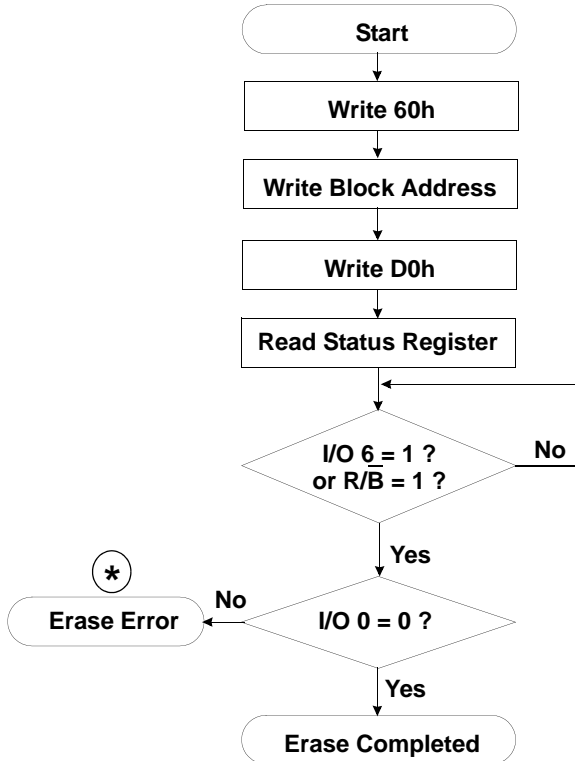 Start
Write 60h
Write Block Address
Write D0h
Read Status Register
I/O 6 = 1 ?
or R/B̅ = 1 ?
No
Yes
*
No
Erase Error
I/O 0 = 0 ?
Yes
Erase Completed